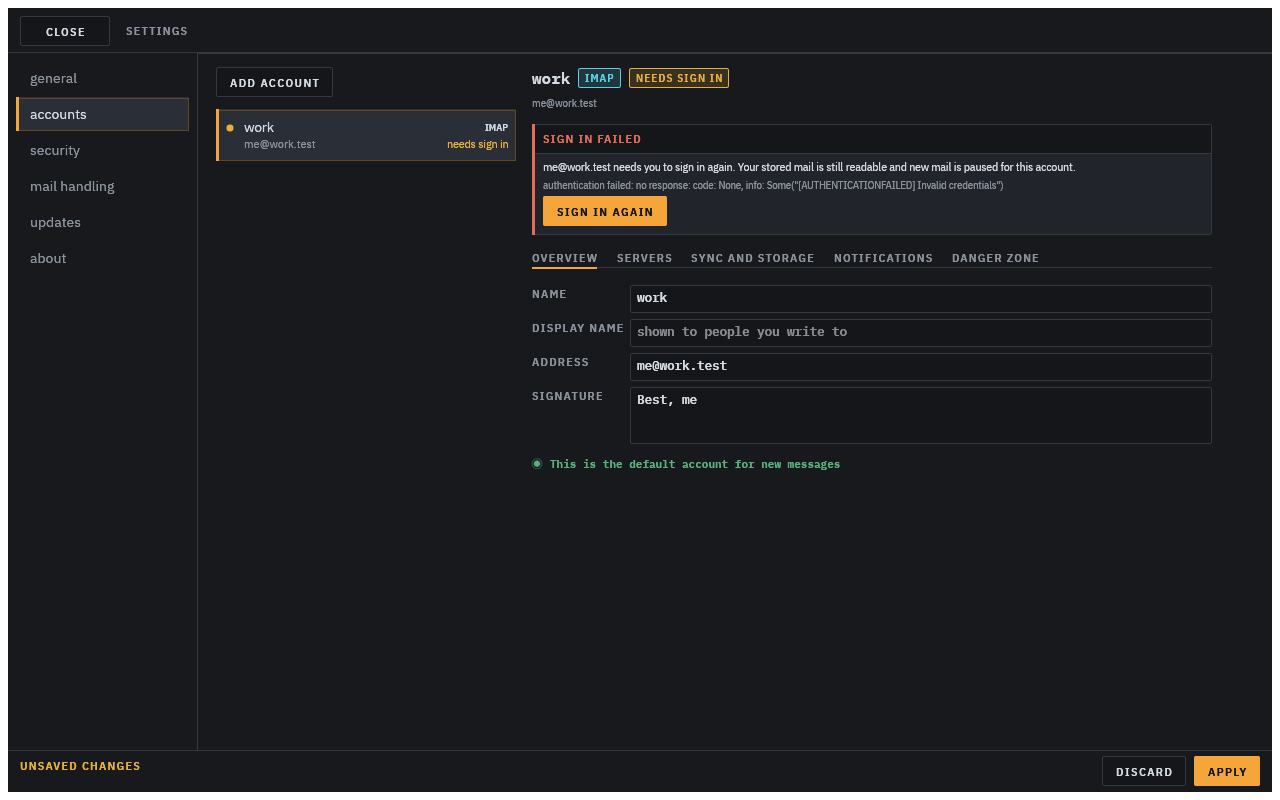 CLOSE
SETTINGS
general
accounts
security
mail handling
updates
about
ADD ACCOUNT
work
IMAP
me@work.test
needs sign in
work
IMAP
NEEDS SIGN IN
me@work.test
SIGN IN FAILED
me@work.test needs you to sign in again. Your stored mail is still readable and new mail is paused for this account.
authentication failed: no response: code: None, info: Some("[AUTHENTICATIONFAILED] Invalid credentials")
SIGN IN AGAIN
OVERVIEW
SERVERS
SYNC AND STORAGE
NOTIFICATIONS
DANGER ZONE
NAME
work
DISPLAY NAME
shown to people you write to
ADDRESS
me@work.test
SIGNATURE
Best, me
This is the default account for new messages
UNSAVED CHANGES
DISCARD
APPLY